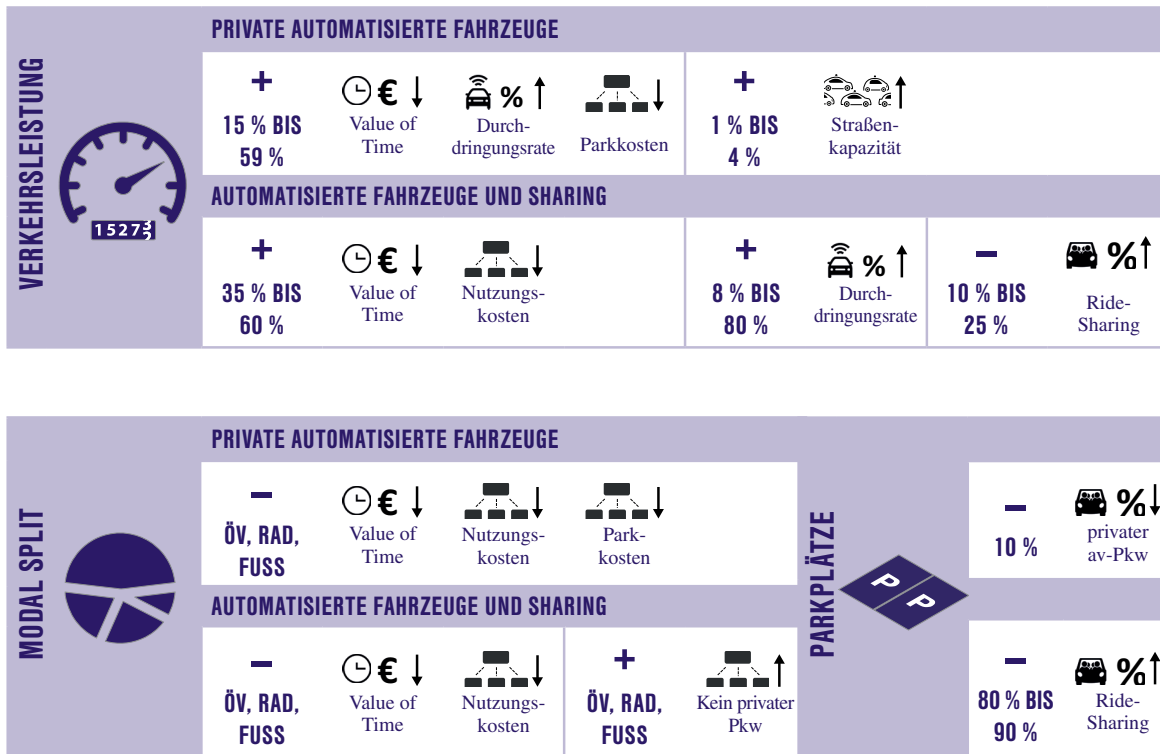 VERKEHRSLEISTUNG
15273
PRIVATE AUTOMATISIERTE FAHRZEUGE
+
15 % BIS
59 %
€
Value of
Time
%
Durch-
dringungsrate
Parkkosten
+
1 % BIS
4 %
Straßen-
kapazität
AUTOMATISIERTE FAHRZEUGE UND SHARING
+
35 % BIS
60 %
€
Value of
Time
Nutzungs-
kosten
+
8 % BIS
80 %
%
Durch-
dringungsrate
–
10 % BIS
25 %
%
Ride-
Sharing
MODAL SPLIT
PRIVATE AUTOMATISIERTE FAHRZEUGE
–
ÖV, RAD,
FUSS
€
Value of
Time
Nutzungs-
kosten
Park-
kosten
AUTOMATISIERTE FAHRZEUGE UND SHARING
–
ÖV, RAD,
FUSS
€
Value of
Time
Nutzungs-
kosten
+
ÖV, RAD,
FUSS
Kein privater
Pkw
PARKPLÄTZE
P P
–
10 %
%
privater
av-Pkw
–
80 % BIS
90 %
%
Ride-
Sharing